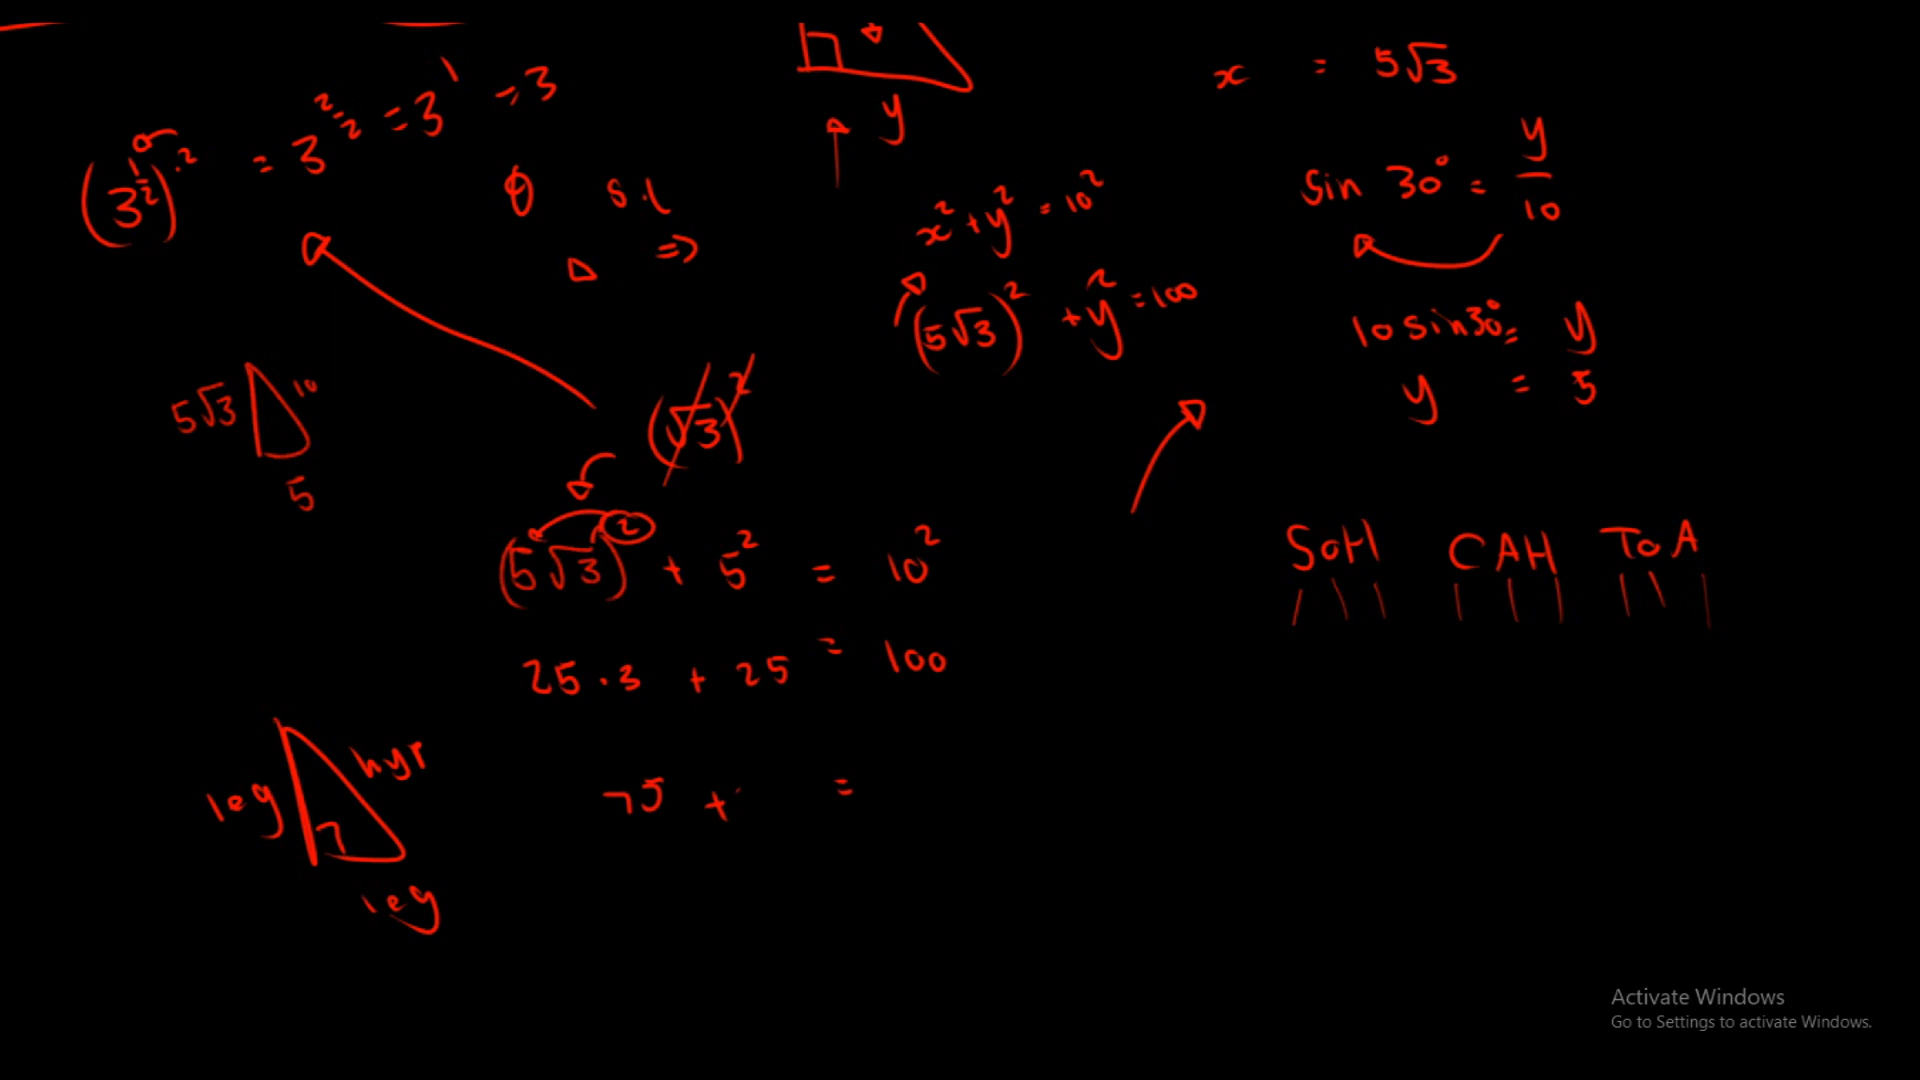 (3^{1/2})^{.2} = 3^{2/2} = 3^1 = 3
y
x = 5√3
sin 30° = y/10
x² + y² = 10²
(5√3)² + y² = 100
10 sin 30° = y
y = 5
5√3
10
5
(√3)²
(5√3)² + 5² = 10²
25 · 3 + 25 = 100
75 + =
SOH CAH TOA
leg
hyp
leg
Activate Windows
Go to Settings to activate Windows.